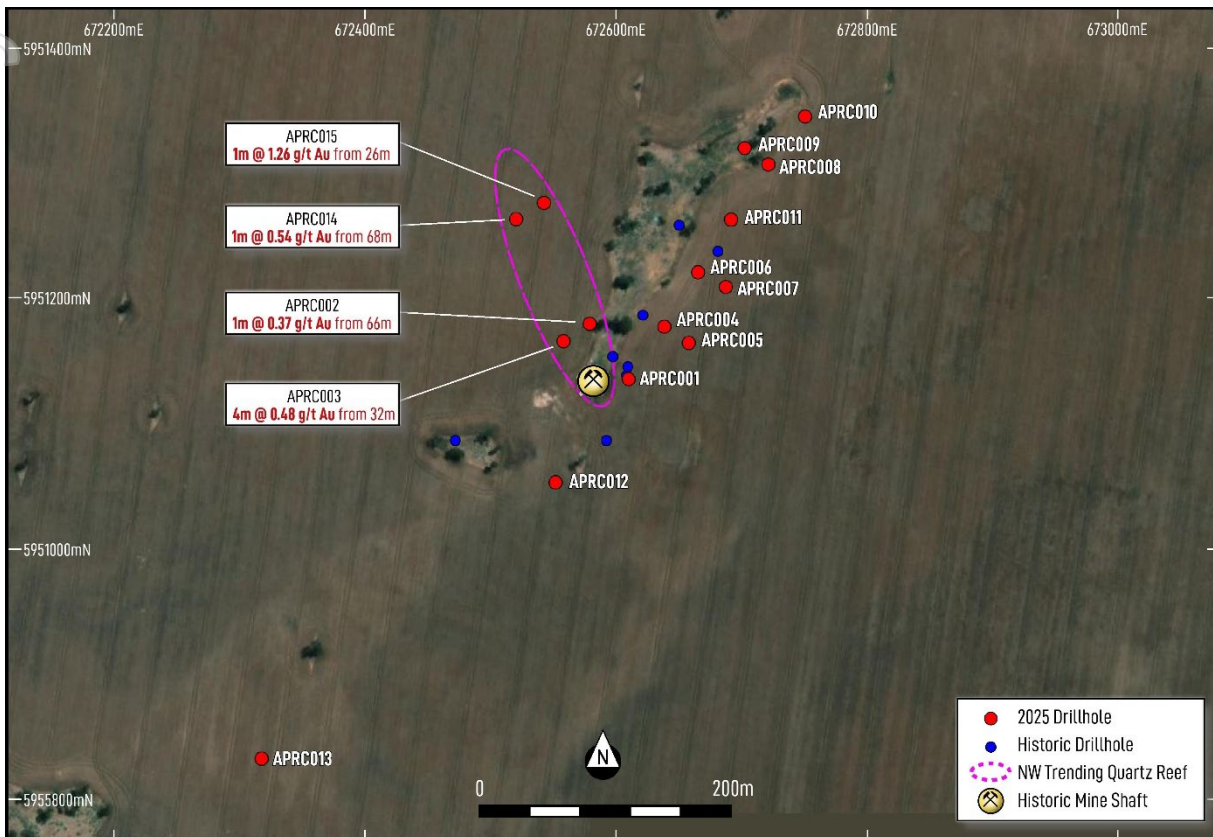 672200mE
672400mE
672600mE
672800mE
673000mE
5951400mN
APRC010
APRC015
1m @ 1.26 g/t Au from 26m
APRC009
APRC008
APRC014
1m @ 0.54 g/t Au from 68m
APRC011
APRC006
APRC007
5951200mN
APRC002
1m @ 0.37 g/t Au from 66m
APRC004
APRC005
APRC003
4m @ 0.48 g/t Au from 32m
APRC001
APRC012
5951000mN
APRC013
5955800mN
N
0
200m
2025 Drillhole
Historic Drillhole
NW Trending Quartz Reef
Historic Mine Shaft